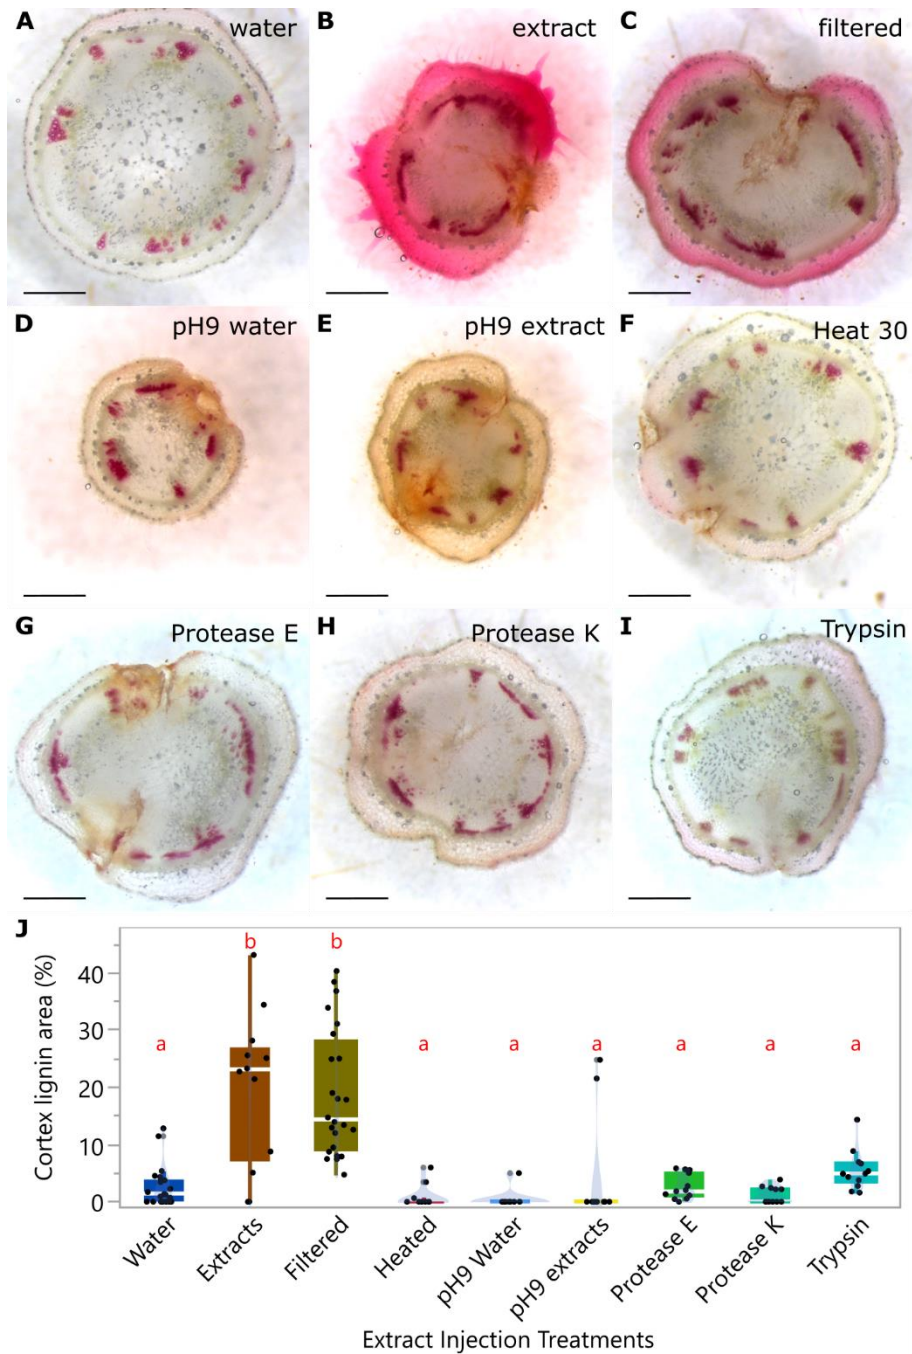 A water
B extract
C filtered
D pH9 water
E pH9 extract
F Heat 30
G Protease E
H Protease K
I Trypsin
J
b b
a a a a a a a
Cortex lignin area (%)
40
30
20
10
0
Water Extracts Filtered Heated pH9 Water pH9 extracts Protease E Protease K Trypsin
Extract Injection Treatments